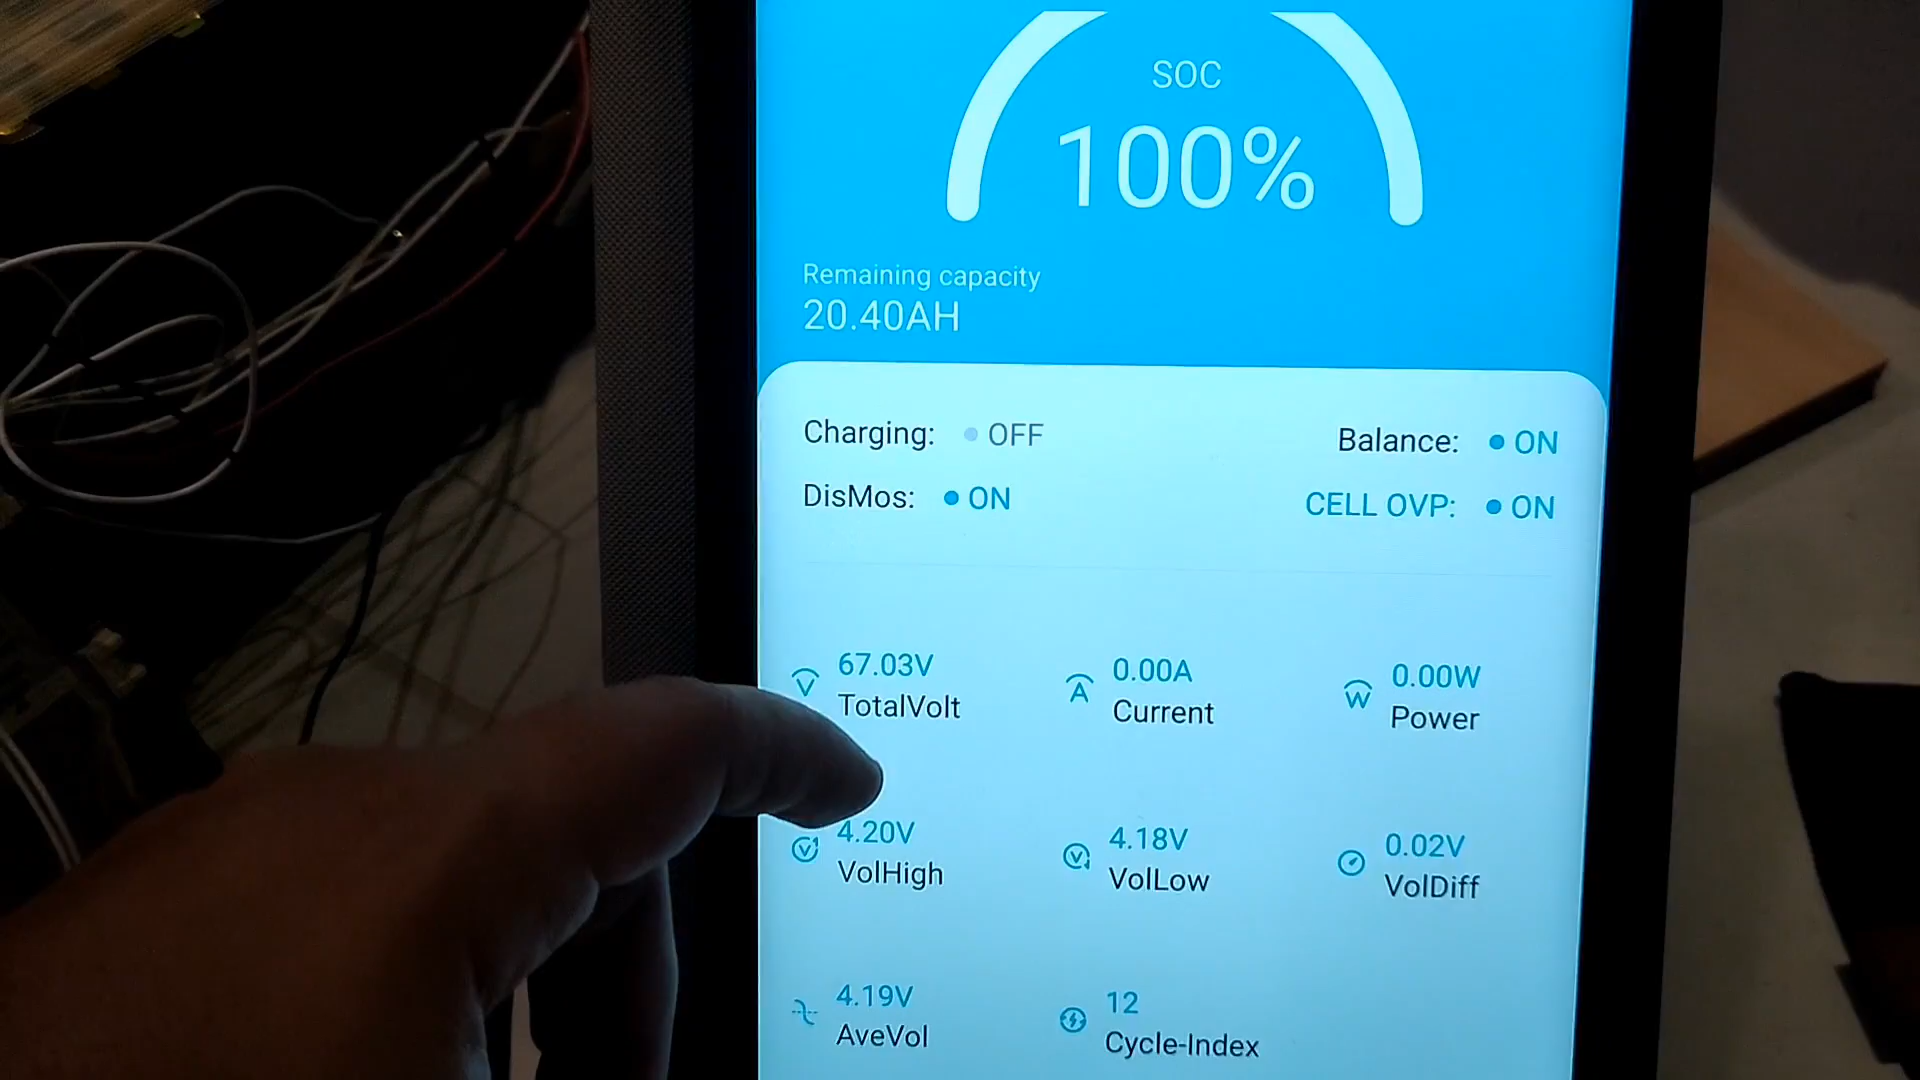 SOC
100%
Remaining capacity
20.40AH
Charging: OFF
Balance: ON
DisMos: ON
CELL OVP: ON
67.03V
TotalVolt
0.00A
Current
0.00W
Power
4.20V
VolHigh
4.18V
VolLow
0.02V
VolDiff
4.19V
AveVol
12
Cycle-Index